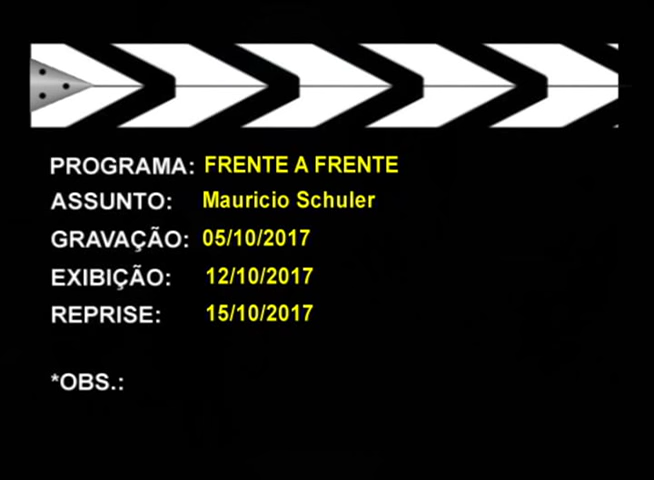 PROGRAMA: FRENTE A FRENTE
ASSUNTO: Mauricio Schuler
GRAVAÇÃO: 05/10/2017
EXIBIÇÃO: 12/10/2017
REPRISE: 15/10/2017
*OBS.: